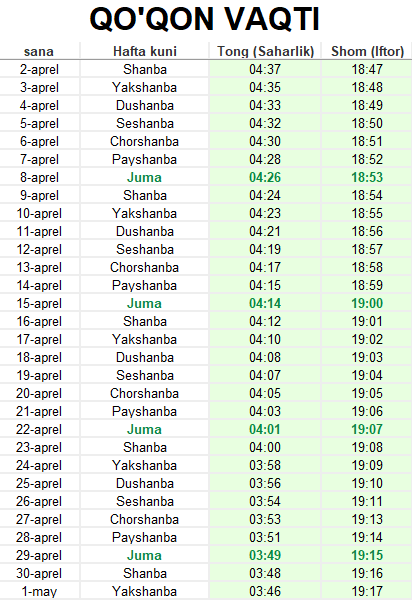 QO'QON VAQTI
sana Hafta kuni Tong (Saharlik) Shom (Iftor)
2-aprel Shanba 04:37 18:47
3-aprel Yakshanba 04:35 18:48
4-aprel Dushanba 04:33 18:49
5-aprel Seshanba 04:32 18:50
6-aprel Chorshanba 04:30 18:51
7-aprel Payshanba 04:28 18:52
8-aprel Juma 04:26 18:53
9-aprel Shanba 04:24 18:54
10-aprel Yakshanba 04:23 18:55
11-aprel Dushanba 04:21 18:56
12-aprel Seshanba 04:19 18:57
13-aprel Chorshanba 04:17 18:58
14-aprel Payshanba 04:15 18:59
15-aprel Juma 04:14 19:00
16-aprel Shanba 04:12 19:01
17-aprel Yakshanba 04:10 19:02
18-aprel Dushanba 04:08 19:03
19-aprel Seshanba 04:07 19:04
20-aprel Chorshanba 04:05 19:05
21-aprel Payshanba 04:03 19:06
22-aprel Juma 04:01 19:07
23-aprel Shanba 04:00 19:08
24-aprel Yakshanba 03:58 19:09
25-aprel Dushanba 03:56 19:10
26-aprel Seshanba 03:54 19:11
27-aprel Chorshanba 03:53 19:13
28-aprel Payshanba 03:51 19:14
29-aprel Juma 03:49 19:15
30-aprel Shanba 03:48 19:16
1-may Yakshanba 03:46 19:17